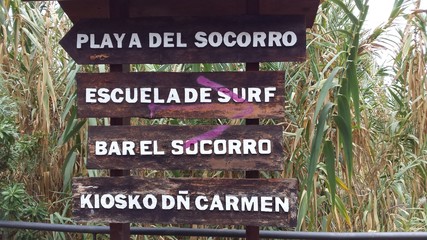 PLAYA DEL SOCORRO
ESCUELA DE SURF
BAR EL SOCORRO
KIOSKO DÑ CARMEN